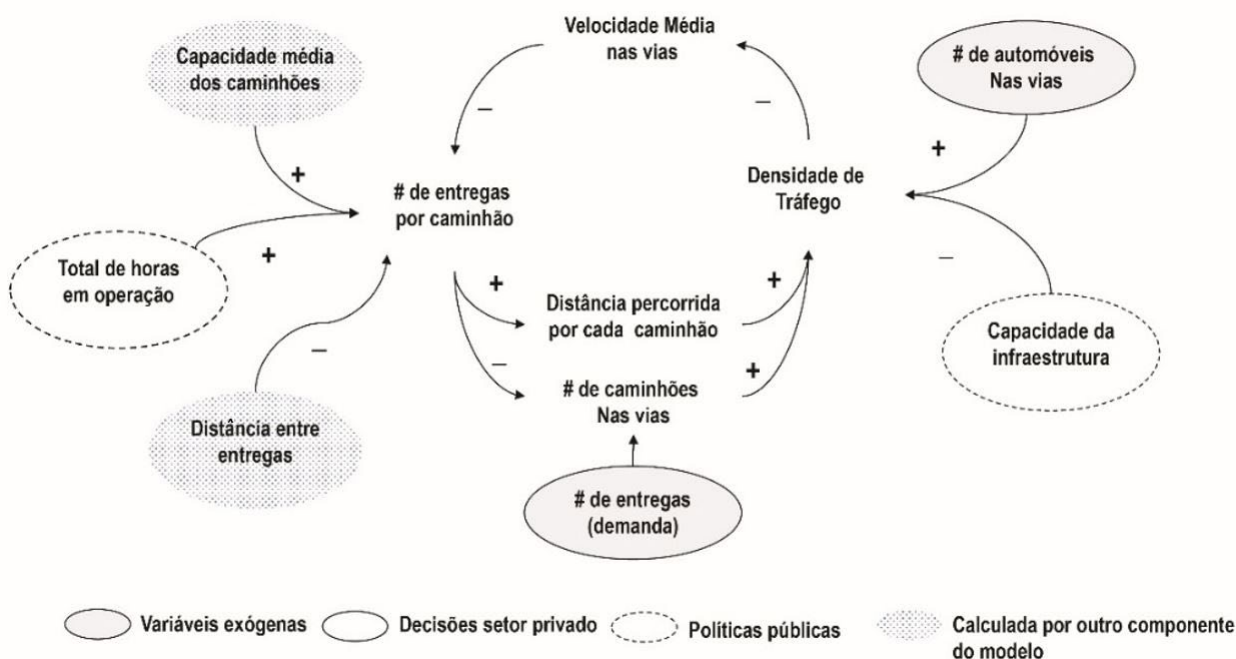 Velocidade Média
nas vias
Capacidade média
dos caminhões
# de automóveis
Nas vias
–
–
+
+
# de entregas
por caminhão
Densidade de
Tráfego
Total de horas
em operação
+
–
+
+
Distância percorrida
por cada caminhão
Capacidade da
infraestrutura
–
–
+
# de caminhões
Nas vias
Distância entre
entregas
# de entregas
(demanda)
Variáveis exógenas
Decisões setor privado
Políticas públicas
Calculada por outro componente
do modelo